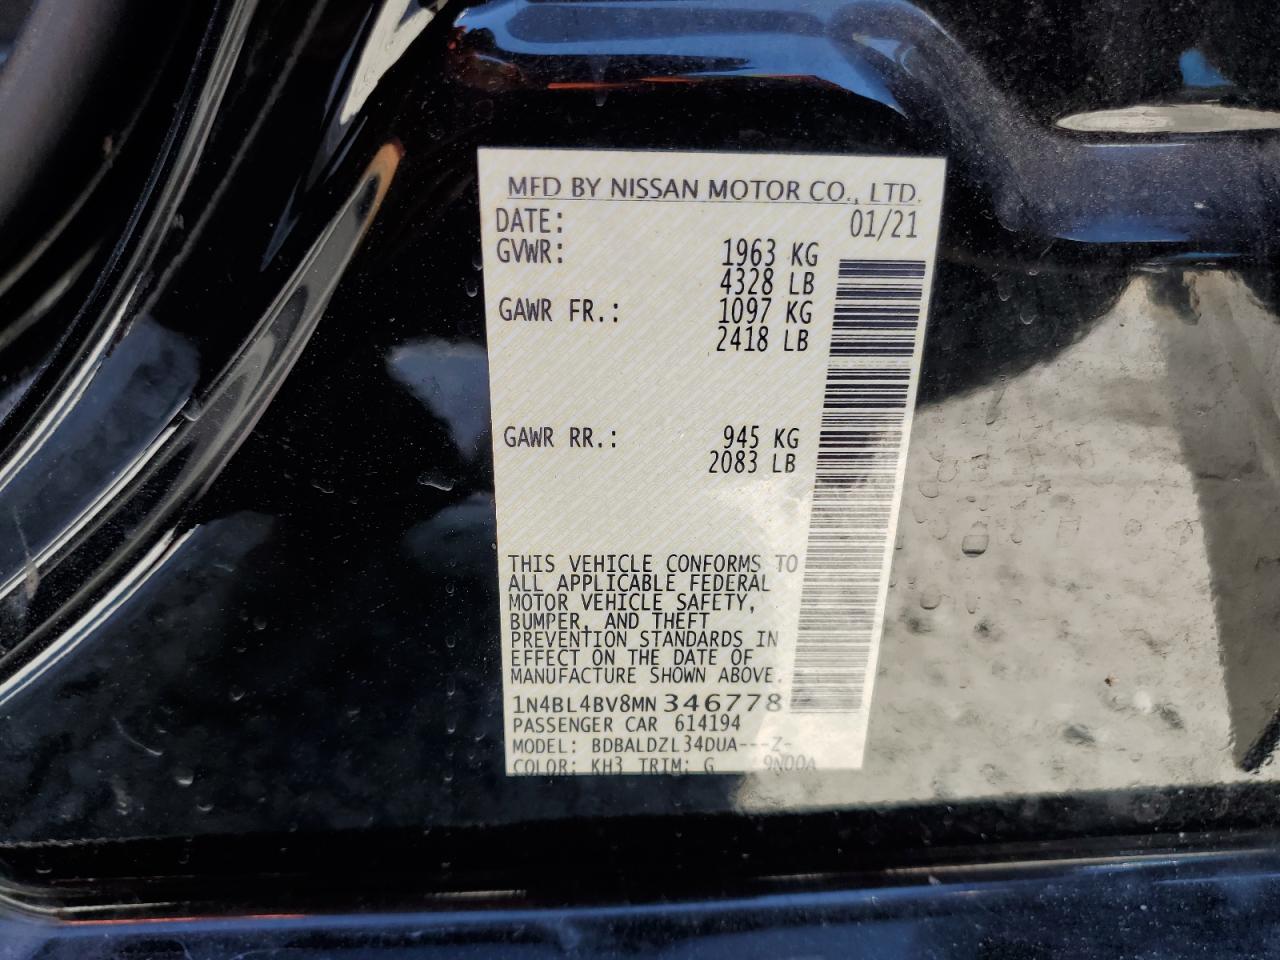 MFD BY NISSAN MOTOR CO., LTD.
DATE: 01/21
GVWR: 1963 KG
4328 LB
GAWR FR.: 1097 KG
2418 LB
GAWR RR.: 945 KG
2083 LB
THIS VEHICLE CONFORMS TO
ALL APPLICABLE FEDERAL
MOTOR VEHICLE SAFETY,
BUMPER, AND THEFT
PREVENTION STANDARDS IN
EFFECT ON THE DATE OF
MANUFACTURE SHOWN ABOVE.
1N4BL4BV8MN346778
PASSENGER CAR 614194
MODEL: BDBALDZL34DUA---Z-
COLOR: KH3 TRIM: G 9N00A